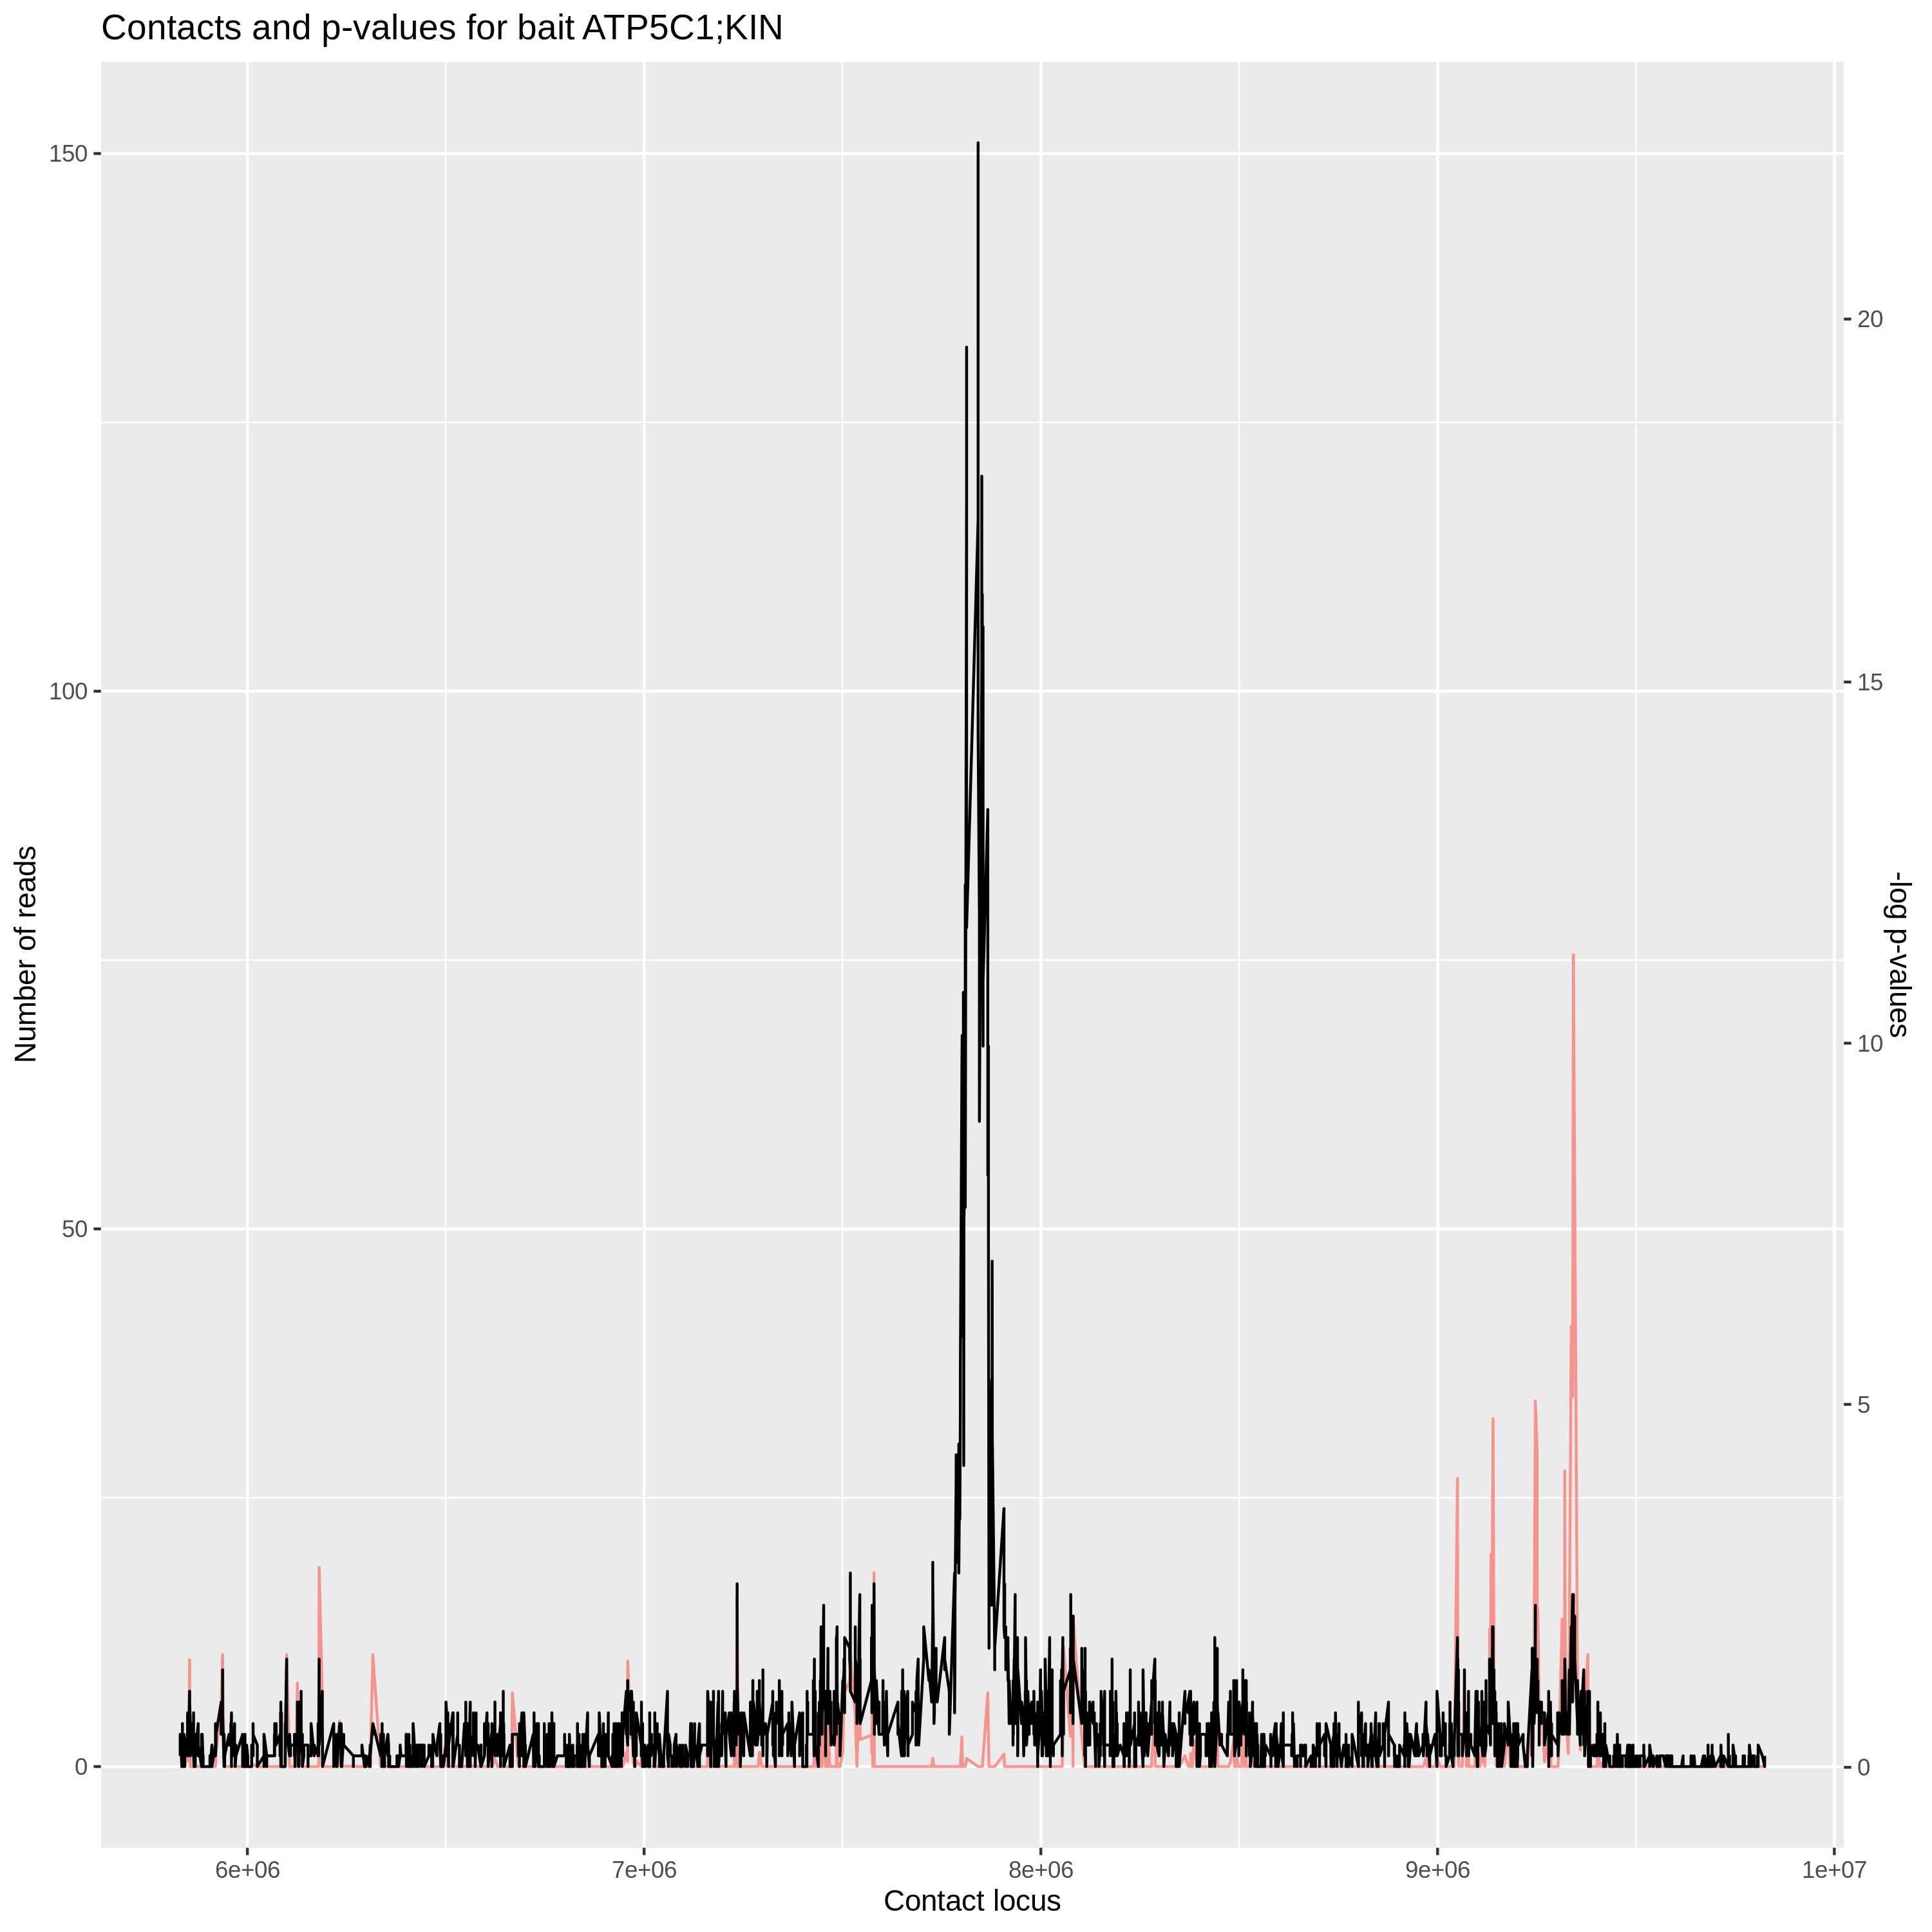 Contacts and p-values for bait ATP5C1;KIN
150
100
50
0
Number of reads
20
15
10
5
0
-log p-values
6e+06
7e+06
8e+06
9e+06
1e+07
Contact locus